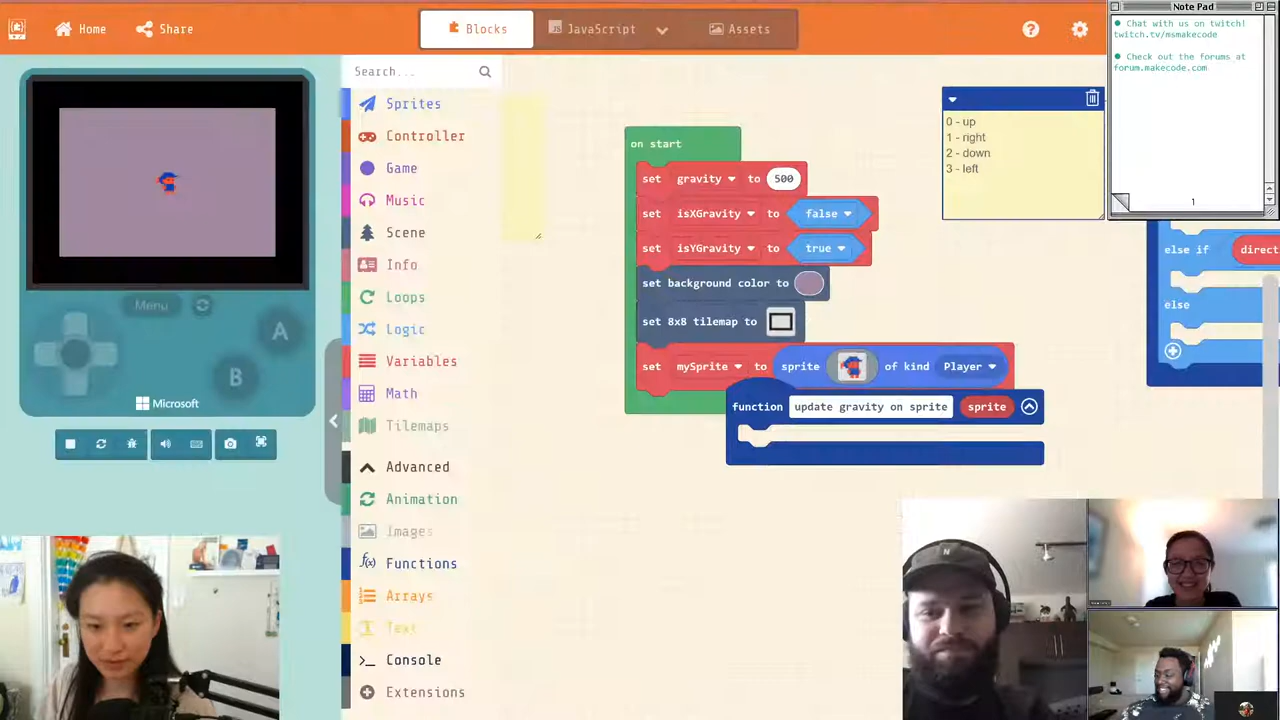 Home
Share
Blocks
JavaScript
Assets
Note Pad
Chat with us on twitch!
twitch.tv/msmakecode
Check out the forums at
forum.makecode.com
1
Search...
Sprites
Controller
Game
Music
Scene
Info
Loops
Logic
Variables
Math
Tilemaps
Advanced
Animation
Images
Functions
Arrays
Text
Console
Extensions
Menu
A
B
Microsoft
on start
set gravity to 500
set isXGravity to false
set isYGravity to true
set background color to
set 8x8 tilemap to
set mySprite to sprite of kind Player
function update gravity on sprite sprite
0 - up
1 - right
2 - down
3 - left
else if direct
else
N